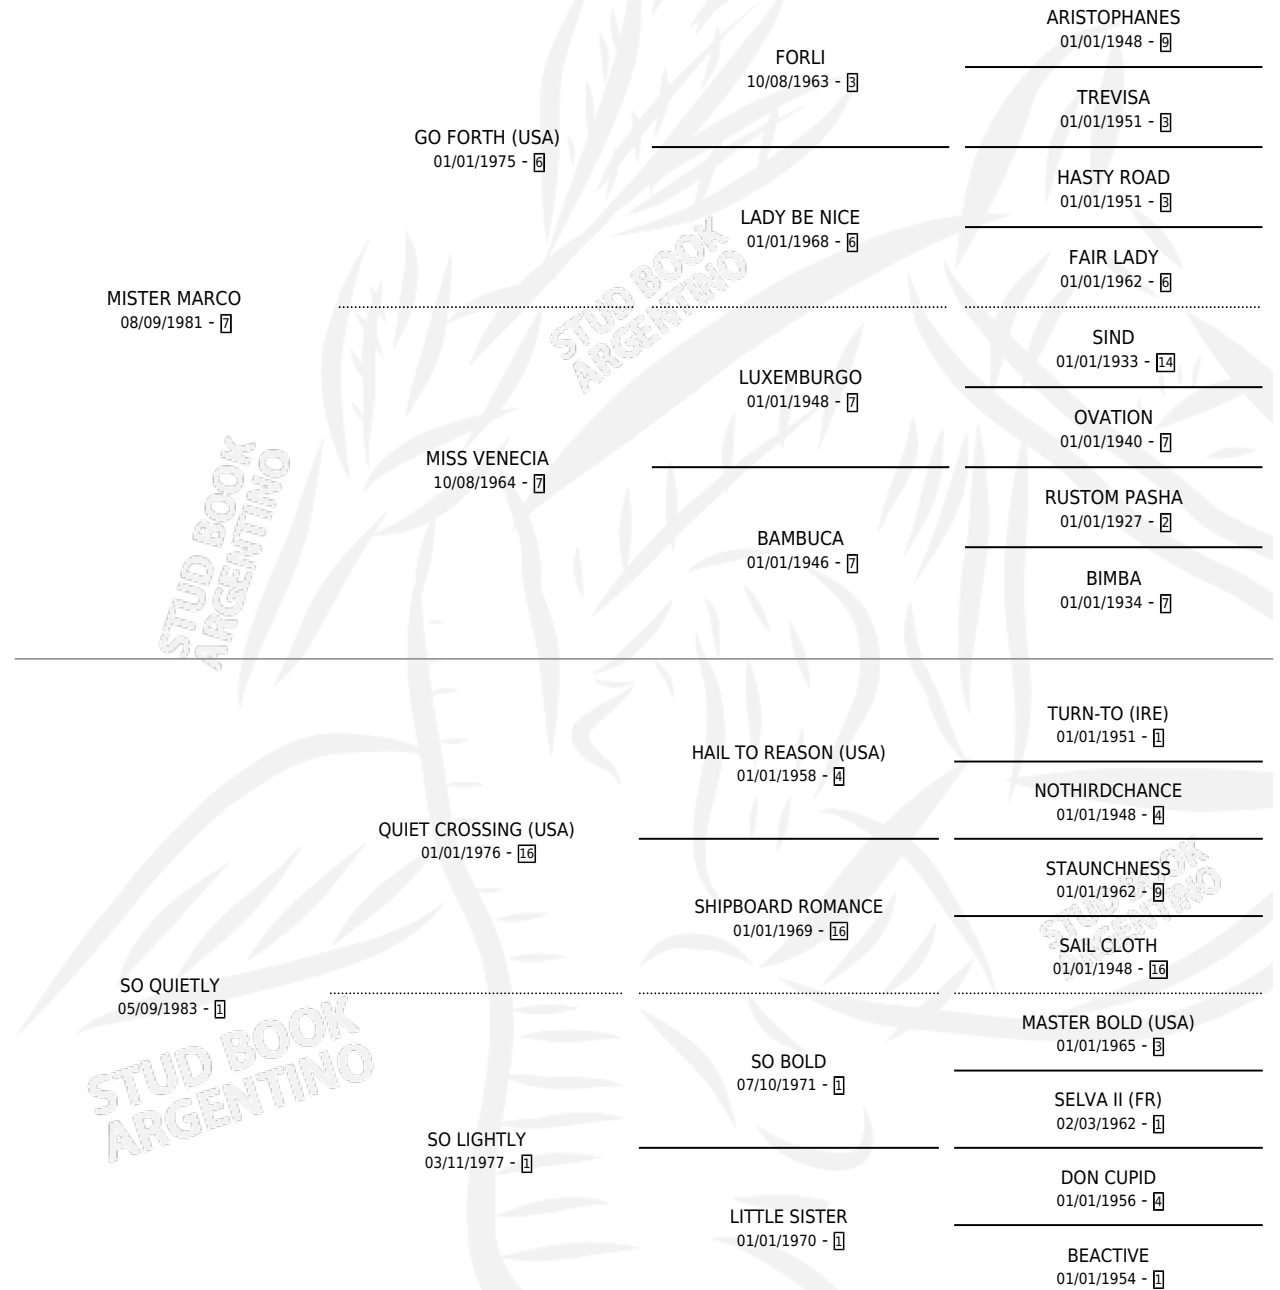 ARISTOPHANES
01/01/1948 - 9
FORLI
10/08/1963 - 3
TREVISA
01/01/1951 - 3
GO FORTH (USA)
01/01/1975 - 6
HASTY ROAD
01/01/1951 - 3
LADY BE NICE
01/01/1968 - 6
FAIR LADY
01/01/1962 - 6
MISTER MARCO
08/09/1981 - 7
SIND
01/01/1933 - 14
LUXEMBURGO
01/01/1948 - 7
OVATION
01/01/1940 - 7
MISS VENECIA
10/08/1964 - 7
RUSTOM PASHA
01/01/1927 - 2
BAMBUCA
01/01/1946 - 7
BIMBA
01/01/1934 - 7
STUD BOOK
ARGENTINO
STUD BOOK
ARGENTINO
TURN-TO (IRE)
01/01/1951 - 1
HAIL TO REASON (USA)
01/01/1958 - 4
NOTHIRDCHANCE
01/01/1948 - 4
QUIET CROSSING (USA)
01/01/1976 - 16
STAUNCHNESS
01/01/1962 - 9
SHIPBOARD ROMANCE
01/01/1969 - 16
SAIL CLOTH
01/01/1948 - 16
SO QUIETLY
05/09/1983 - 1
MASTER BOLD (USA)
01/01/1965 - 3
SO BOLD
07/10/1971 - 1
SELVA II (FR)
02/03/1962 - 1
SO LIGHTLY
03/11/1977 - 1
DON CUPID
01/01/1956 - 4
LITTLE SISTER
01/01/1970 - 1
BEACTIVE
01/01/1954 - 1
STUD BOOK
ARGENTINO
STUD BOOK
ARGENTINO